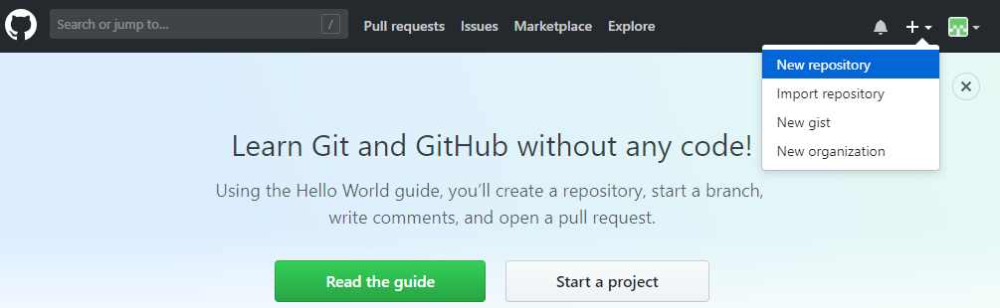 Search or jump to... /
Pull requests Issues Marketplace Explore
New repository
Import repository
New gist
New organization
Learn Git and GitHub without any code!
Using the Hello World guide, you’ll create a repository, start a branch,
write comments, and open a pull request.
Read the guide Start a project